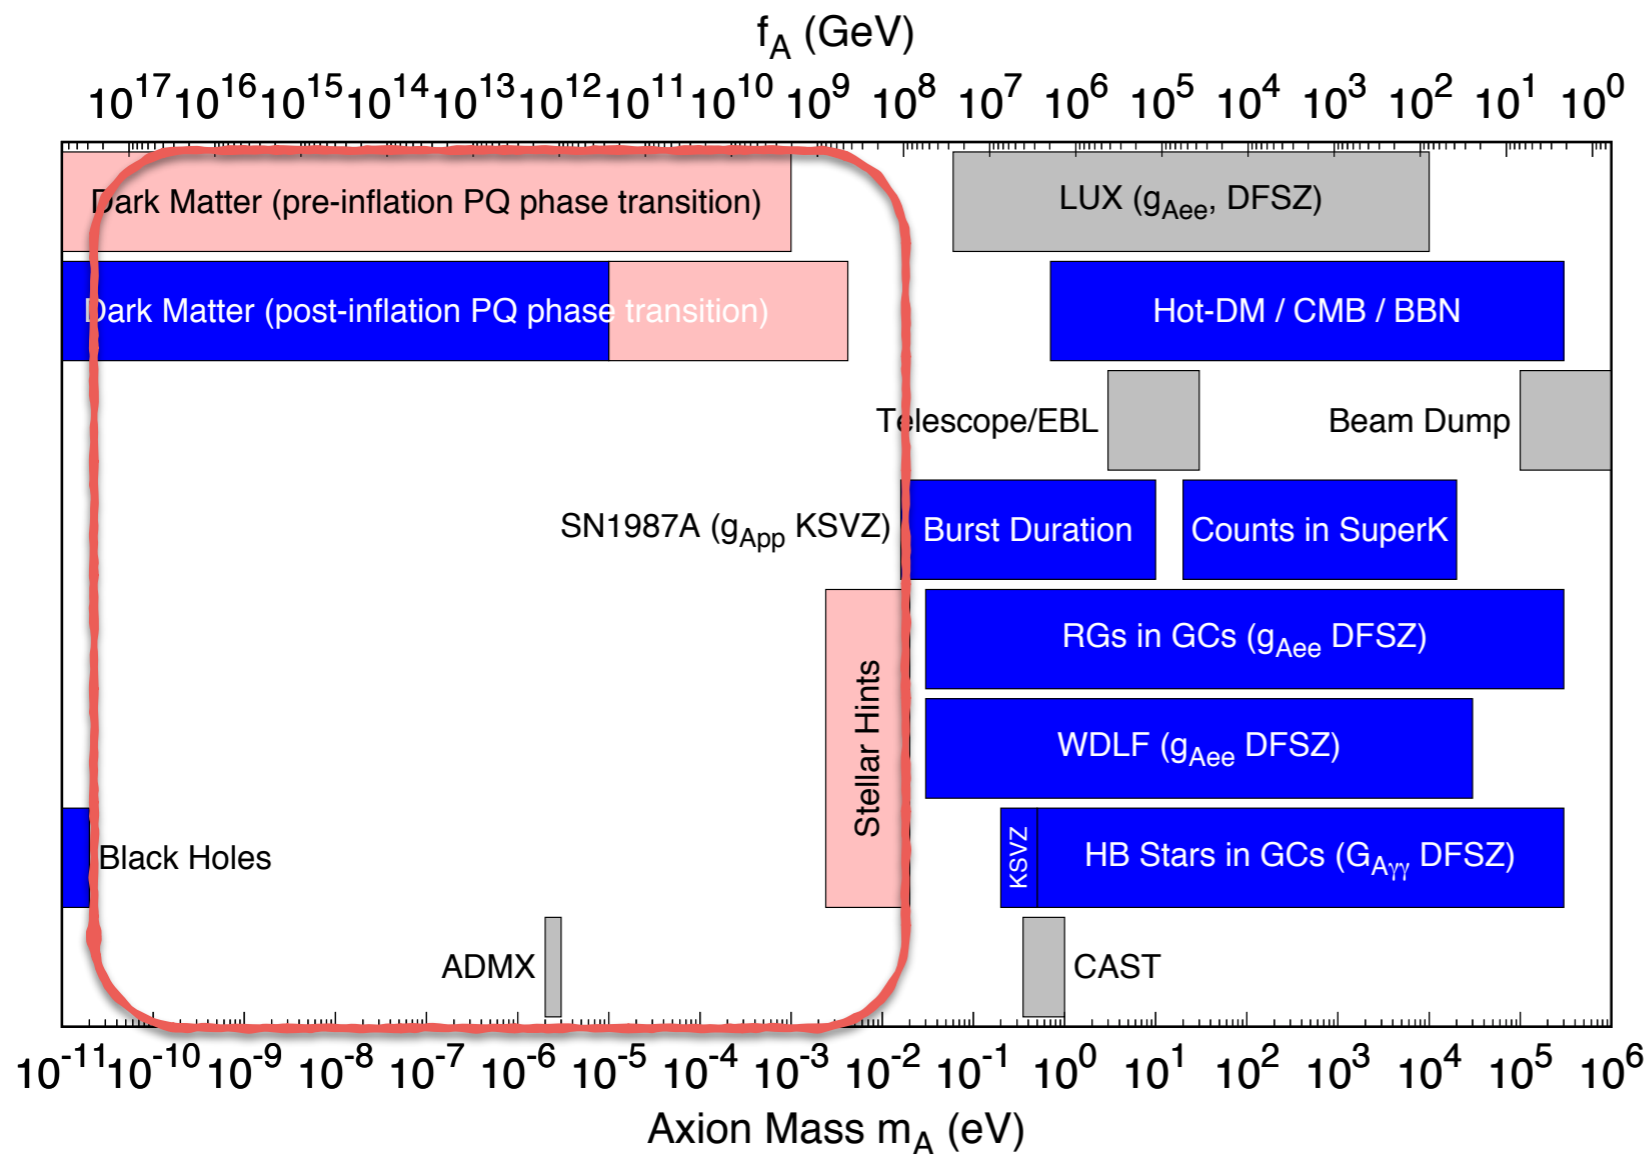 f_A (GeV)
10^17 10^16 10^15 10^14 10^13 10^12 10^11 10^10 10^9 10^8 10^7 10^6 10^5 10^4 10^3 10^2 10^1 10^0
Dark Matter (pre-inflation PQ phase transition)
LUX (g_Aee, DFSZ)
Dark Matter (post-inflation PQ phase transition)
Hot-DM / CMB / BBN
Telescope/EBL
Beam Dump
SN1987A (g_App KSVZ)
Burst Duration
Counts in SuperK
RGs in GCs (g_Aee DFSZ)
Stellar Hints
WDLF (g_Aee DFSZ)
Black Holes
KSVZ
HB Stars in GCs (G_Aγγ DFSZ)
ADMX
CAST
10^-11 10^-10 10^-9 10^-8 10^-7 10^-6 10^-5 10^-4 10^-3 10^-2 10^-1 10^0 10^1 10^2 10^3 10^4 10^5 10^6
Axion Mass m_A (eV)